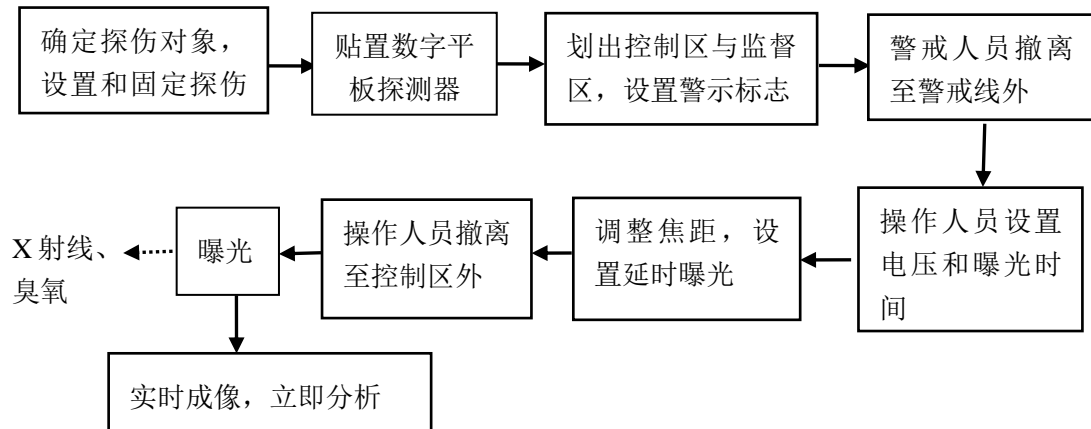 确定探伤对象，
设置和固定探伤
贴置数字平
板探测器
划出控制区与监督
区，设置警示标志
警戒人员撤离
至警戒线外
操作人员设置
电压和曝光时
间
调整焦距，设
置延时曝光
操作人员撤离
至控制区外
曝光
X 射线、
臭氧
实时成像，立即分析